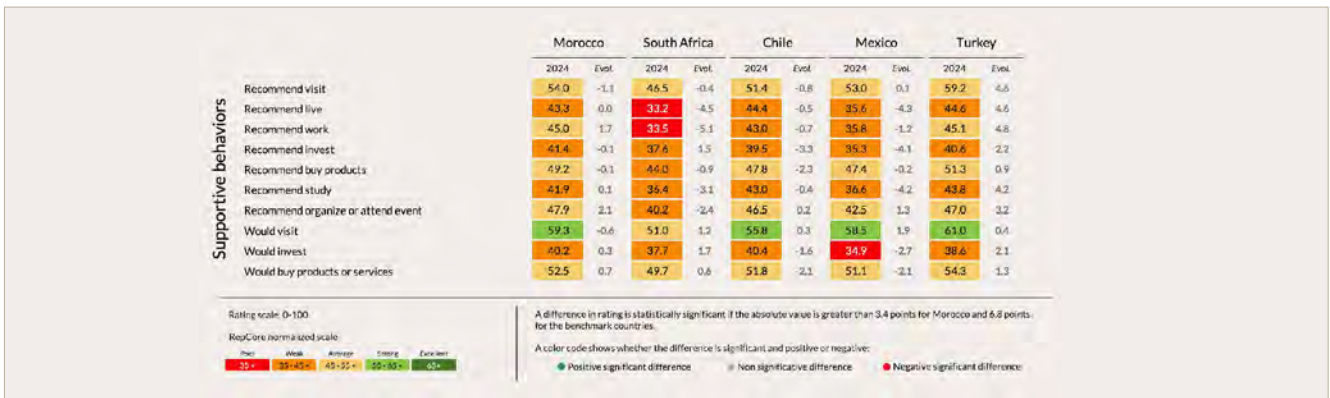 Morocco South Africa Chile Mexico Turkey
2024 Evol. 2024 Evol. 2024 Evol. 2024 Evol. 2024 Evol.
Supportive behaviors
Recommend visit 54.0 -1.1 46.5 -0.4 51.4 -0.8 53.0 0.1 59.2 4.6
Recommend live 43.3 0.0 33.2 -4.5 44.4 -0.5 35.6 -4.3 44.6 4.6
Recommend work 45.0 1.7 33.5 -5.1 43.0 -0.7 35.8 -1.2 45.1 4.8
Recommend invest 41.4 -0.1 37.6 1.5 39.5 -3.3 35.3 -4.1 40.6 2.2
Recommend buy products 49.2 -0.1 44.0 -0.9 47.8 -2.3 47.4 -0.2 51.3 0.9
Recommend study 41.9 0.1 36.4 -3.1 43.0 -0.4 36.6 -4.2 43.8 4.2
Recommend organize or attend event 47.9 2.1 40.2 -2.4 46.5 0.2 42.5 1.3 47.0 3.2
Would visit 59.3 -0.6 51.0 1.2 55.8 0.3 58.5 1.9 61.0 0.4
Would invest 40.2 0.3 37.7 1.7 40.4 -1.6 34.9 -2.7 38.6 2.1
Would buy products or services 52.5 0.7 49.7 0.6 51.8 2.1 51.1 -2.1 54.3 1.3
Rating scale: 0-100
RepCore normalized scale
Poor Weak Average Strong Excellent
35 - 35-45 - 45-55 - 55-65 - 65+
A difference in rating is statistically significant if the absolute value is greater than 3.4 points for Morocco and 6.8 points
for the benchmark countries.
A color code shows whether the difference is significant and positive or negative:
Positive significant difference Non significative difference Negative significant difference